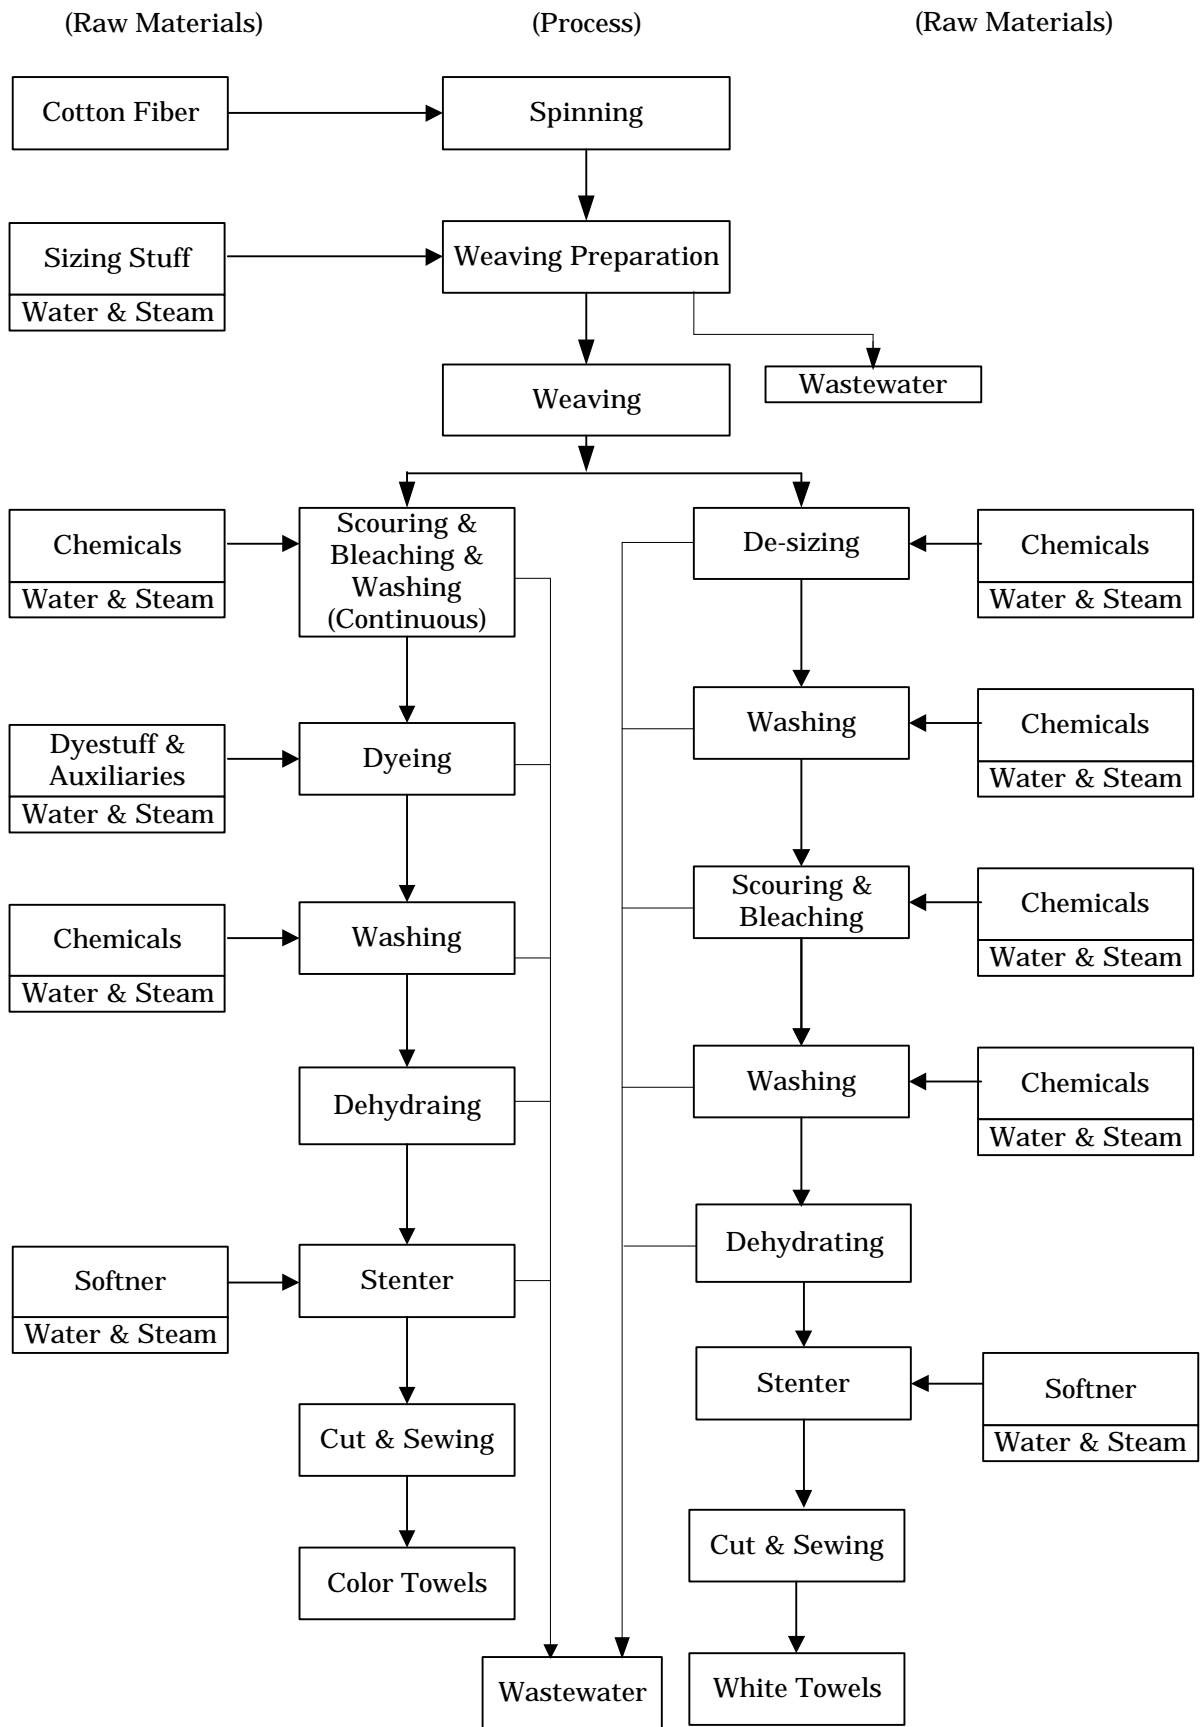 (Raw Materials)
(Process)
(Raw Materials)
Cotton Fiber
Spinning
Sizing Stuff
Water & Steam
Weaving Preparation
Wastewater
Weaving
Chemicals
Water & Steam
Scouring &
Bleaching &
Washing
(Continuous)
De-sizing
Chemicals
Water & Steam
Dyestuff &
Auxiliaries
Water & Steam
Dyeing
Washing
Chemicals
Water & Steam
Chemicals
Water & Steam
Washing
Scouring &
Bleaching
Chemicals
Water & Steam
Dehydraing
Washing
Chemicals
Water & Steam
Dehydrating
Softner
Water & Steam
Stenter
Stenter
Softner
Water & Steam
Cut & Sewing
Cut & Sewing
Color Towels
Wastewater
White Towels